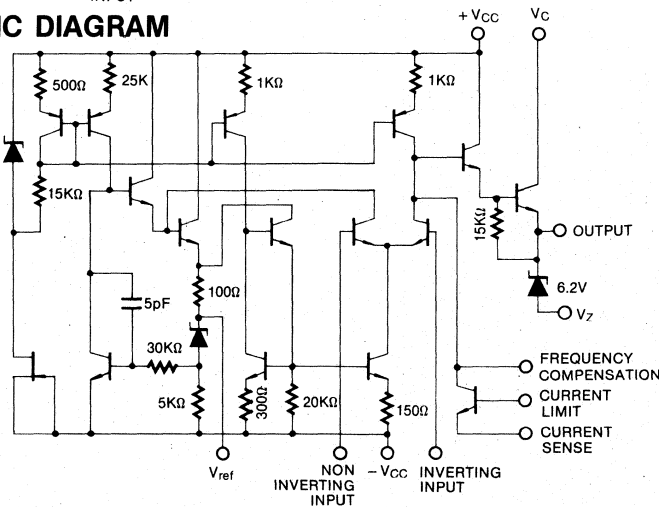 IC DIAGRAM
+ VCC
VC
500Ω
25K
1KΩ
1KΩ
15KΩ
15KΩ
OUTPUT
100Ω
6.2V
5pF
VZ
30KΩ
FREQUENCY
COMPENSATION
5KΩ
300Ω
20KΩ
150Ω
CURRENT
LIMIT
CURRENT
SENSE
Vref
NON
INVERTING
INPUT
– VCC
INVERTING
INPUT